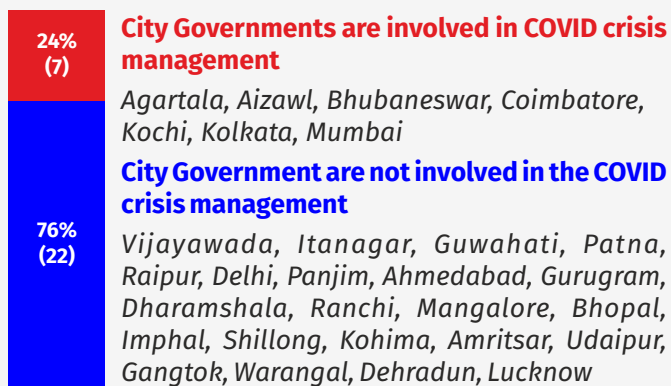 24%
(7)
City Governments are involved in COVID crisis
management
Agartala, Aizawl, Bhubaneswar, Coimbatore,
Kochi, Kolkata, Mumbai
City Government are not involved in the COVID
crisis management
76%
(22)
Vijayawada, Itanagar, Guwahati, Patna,
Raipur, Delhi, Panjim, Ahmedabad, Gurugram,
Dharamshala, Ranchi, Mangalore, Bhopal,
Imphal, Shillong, Kohima, Amritsar, Udaipur,
Gangtok, Warangal, Dehradun, Lucknow